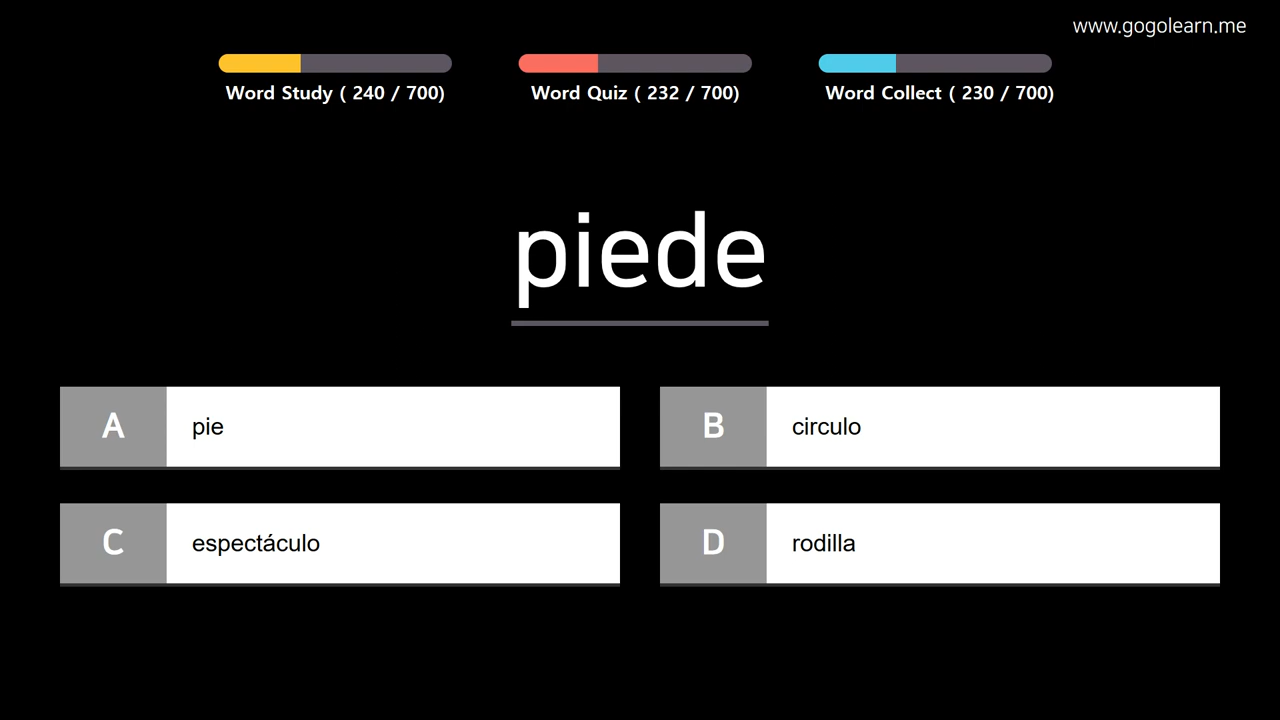 www.gogolearn.me
Word Study ( 240 / 700)
Word Quiz ( 232 / 700)
Word Collect ( 230 / 700)
piede
A
pie
B
circulo
C
espectáculo
D
rodilla